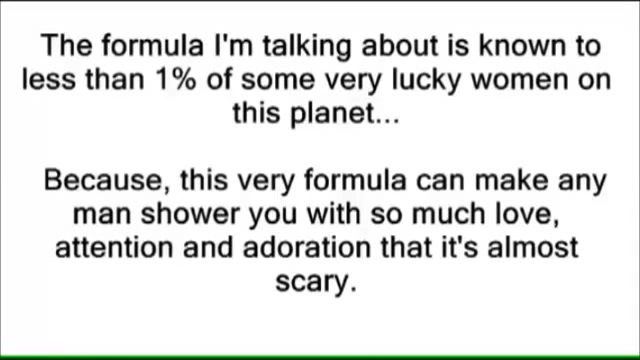 The formula I'm talking about is known to
less than 1% of some very lucky women on
this planet...
Because, this very formula can make any
man shower you with so much love,
attention and adoration that it's almost
scary.